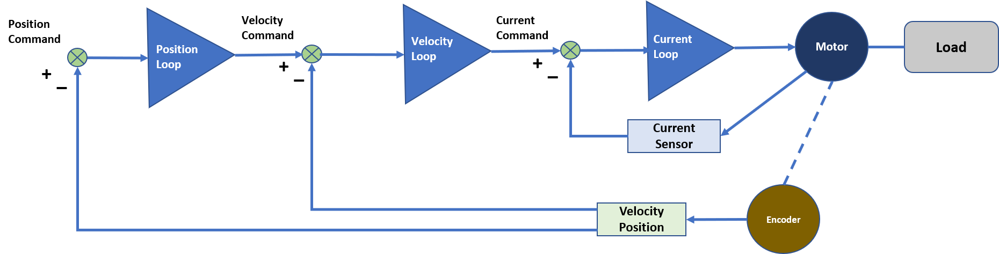 Position
Command
+
−
Position
Loop
Velocity
Command
+
−
Velocity
Loop
Current
Command
+
−
Current
Loop
Motor
Load
Current
Sensor
Velocity
Position
Encoder